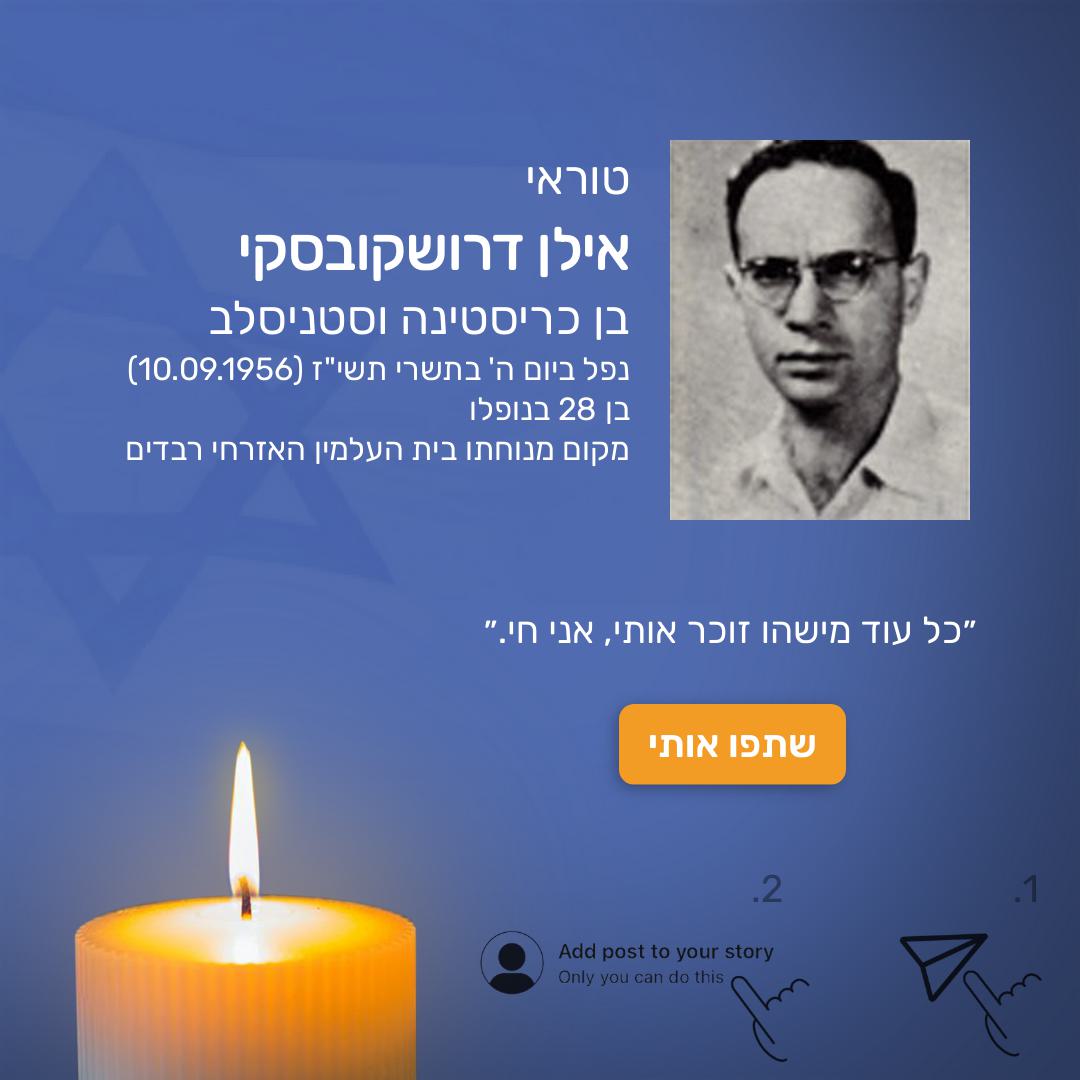 טוראי
אילן דרושקובסקי
בן כריסטינה וסטניסלב
נפל ביום ה' בתשרי תשי"ז (10.09.1956)
בן 28 בנופלו
מקום מנוחתו בית העלמין האזרחי רבדים
״כל עוד מישהו זוכר אותי, אני חי.״
שתפו אותי
1.
2.
Add post to your story
Only you can do this